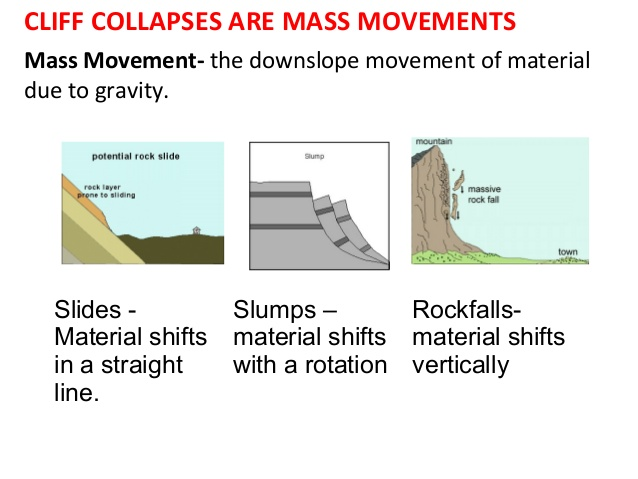 CLIFF COLLAPSES ARE MASS MOVEMENTS
Mass Movement- the downslope movement of material
due to gravity.
potential rock slide
rock layer
prone to sliding
Slump
mountain
massive
rock fall
town
Slides -
Material shifts
in a straight
line.
Slumps –
material shifts
with a rotation
Rockfalls-
material shifts
vertically